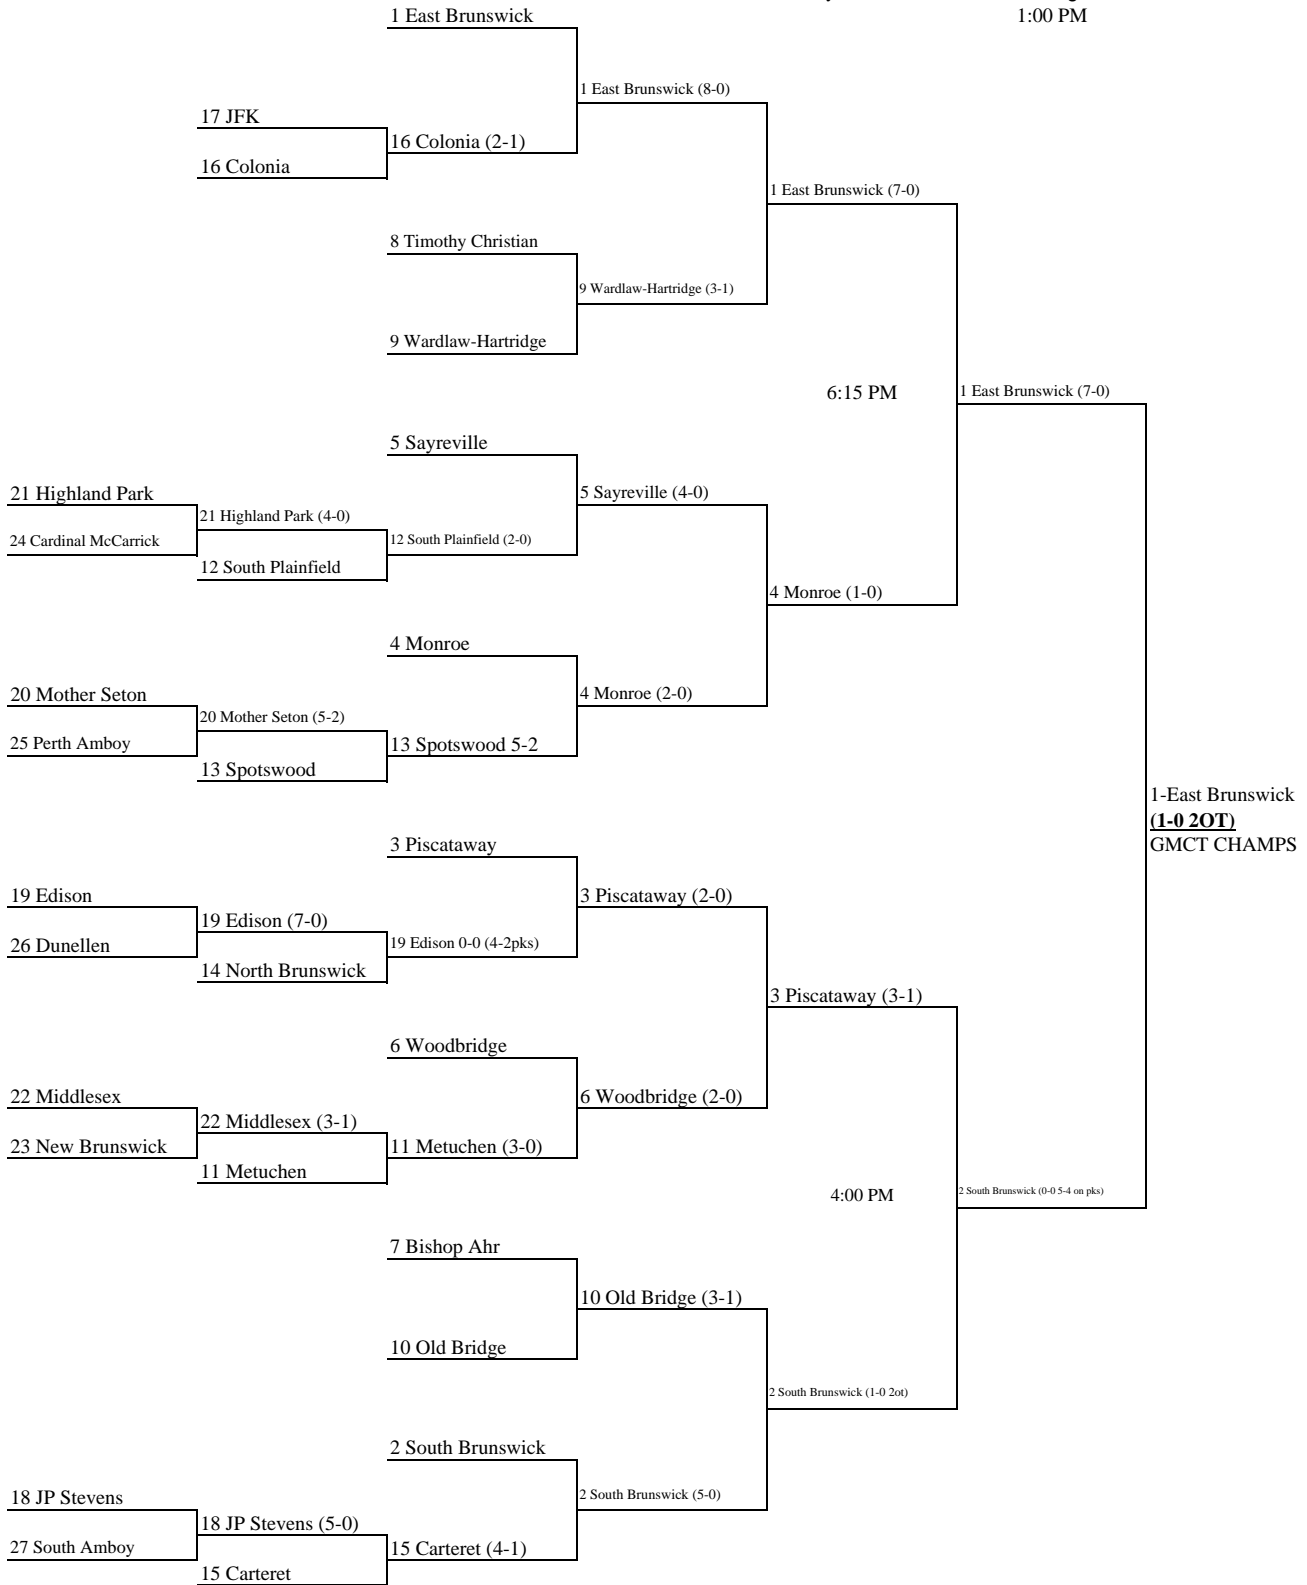 1:00 PM
1 East Brunswick
1 East Brunswick (8-0)
17 JFK
16 Colonia (2-1)
16 Colonia
1 East Brunswick (7-0)
8 Timothy Christian
9 Wardlaw-Hartridge (3-1)
9 Wardlaw-Hartridge
6:15 PM
1 East Brunswick (7-0)
5 Sayreville
21 Highland Park
5 Sayreville (4-0)
21 Highland Park (4-0)
24 Cardinal McCarrick
12 South Plainfield (2-0)
12 South Plainfield
4 Monroe (1-0)
4 Monroe
20 Mother Seton
4 Monroe (2-0)
20 Mother Seton (5-2)
25 Perth Amboy
13 Spotswood 5-2
13 Spotswood
1-East Brunswick
(1-0 2OT)
GMCT CHAMPS
3 Piscataway
19 Edison
3 Piscataway (2-0)
19 Edison (7-0)
26 Dunellen
19 Edison 0-0 (4-2pks)
14 North Brunswick
3 Piscataway (3-1)
6 Woodbridge
22 Middlesex
6 Woodbridge (2-0)
22 Middlesex (3-1)
23 New Brunswick
11 Metuchen (3-0)
11 Metuchen
4:00 PM
2 South Brunswick (0-0 5-4 on pks)
7 Bishop Ahr
10 Old Bridge (3-1)
10 Old Bridge
2 South Brunswick (1-0 2ot)
2 South Brunswick
18 JP Stevens
2 South Brunswick (5-0)
18 JP Stevens (5-0)
27 South Amboy
15 Carteret (4-1)
15 Carteret